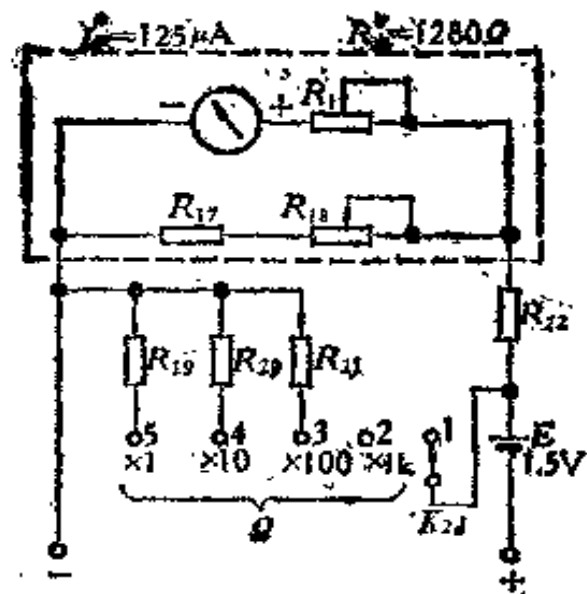 =125μA
=1280Ω
− + R₁
R₁₇ R₁₈
R₂₂
R₁₉ R₂₀ R₂₁
5 4 3 2 1 E
×1 ×10 ×100 ×1k 1.5V
Ω
− +